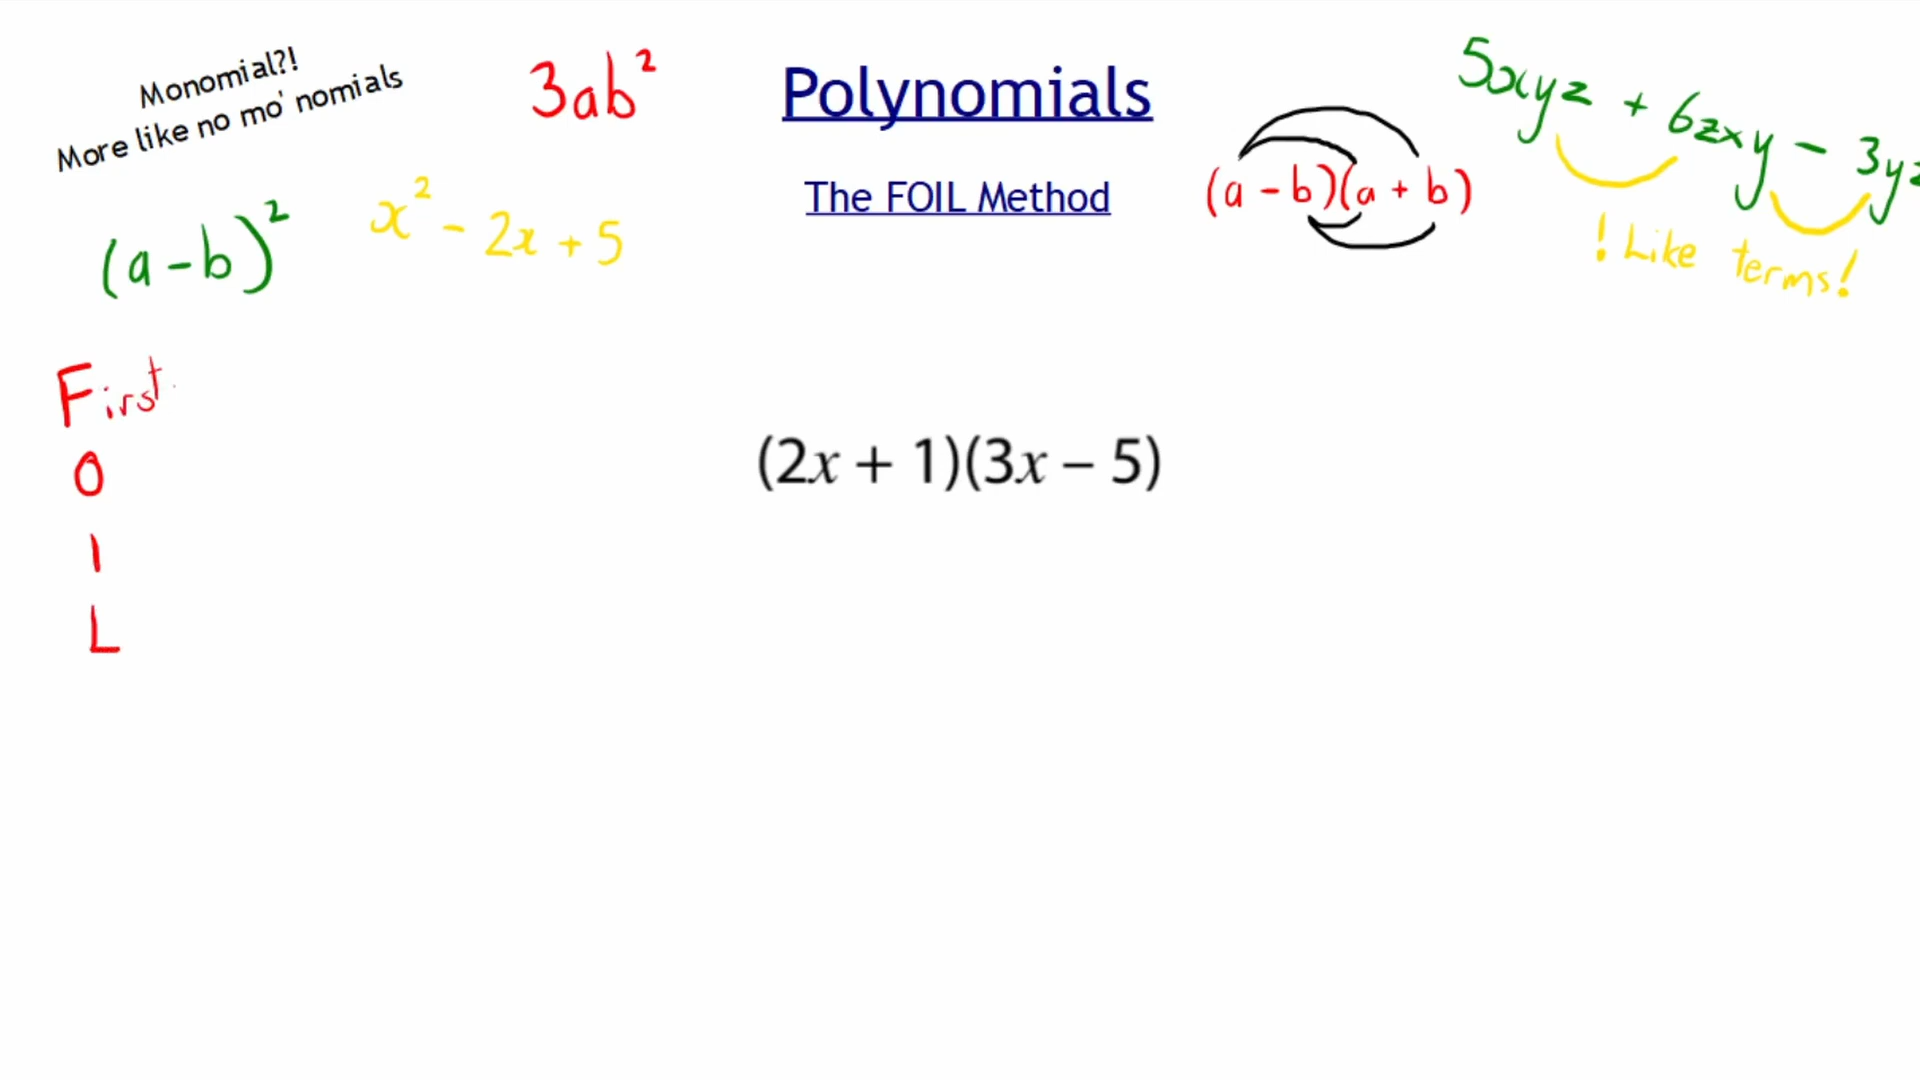 Monomial?!
More like no mo' nomials
3ab²
Polynomials
The FOIL Method
(a - b)(a + b)
5xyz + 6zxy - 3yz
! Like terms!
(a - b)²
x² - 2x + 5
First
O
I
L
(2x + 1)(3x – 5)